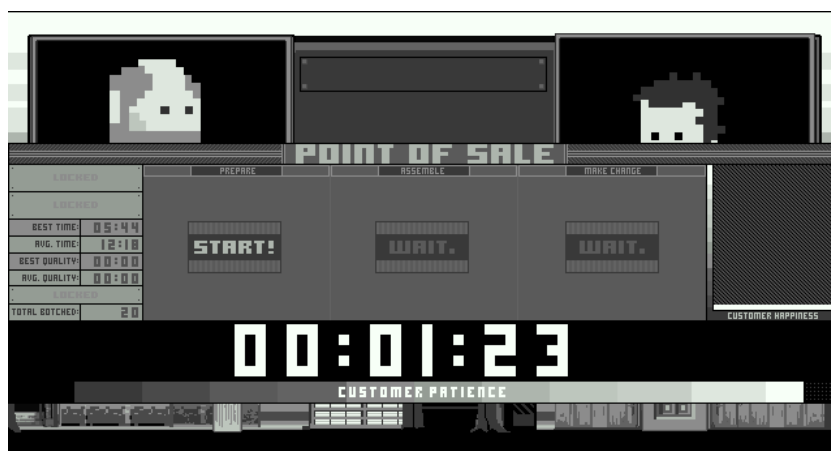 POINT OF SALE
PREPARE
ASSEMBLE
MAKE CHANGE
LOCKED
LOCKED
BEST TIME: 05:44
AVG. TIME: 12:18
BEST QUALITY: 00:00
AVG. QUALITY: 00:00
LOCKED
TOTAL BOTCHED: 20
START!
WAIT.
WAIT.
CUSTOMER HAPPINESS
00:01:23
CUSTOMER PATIENCE